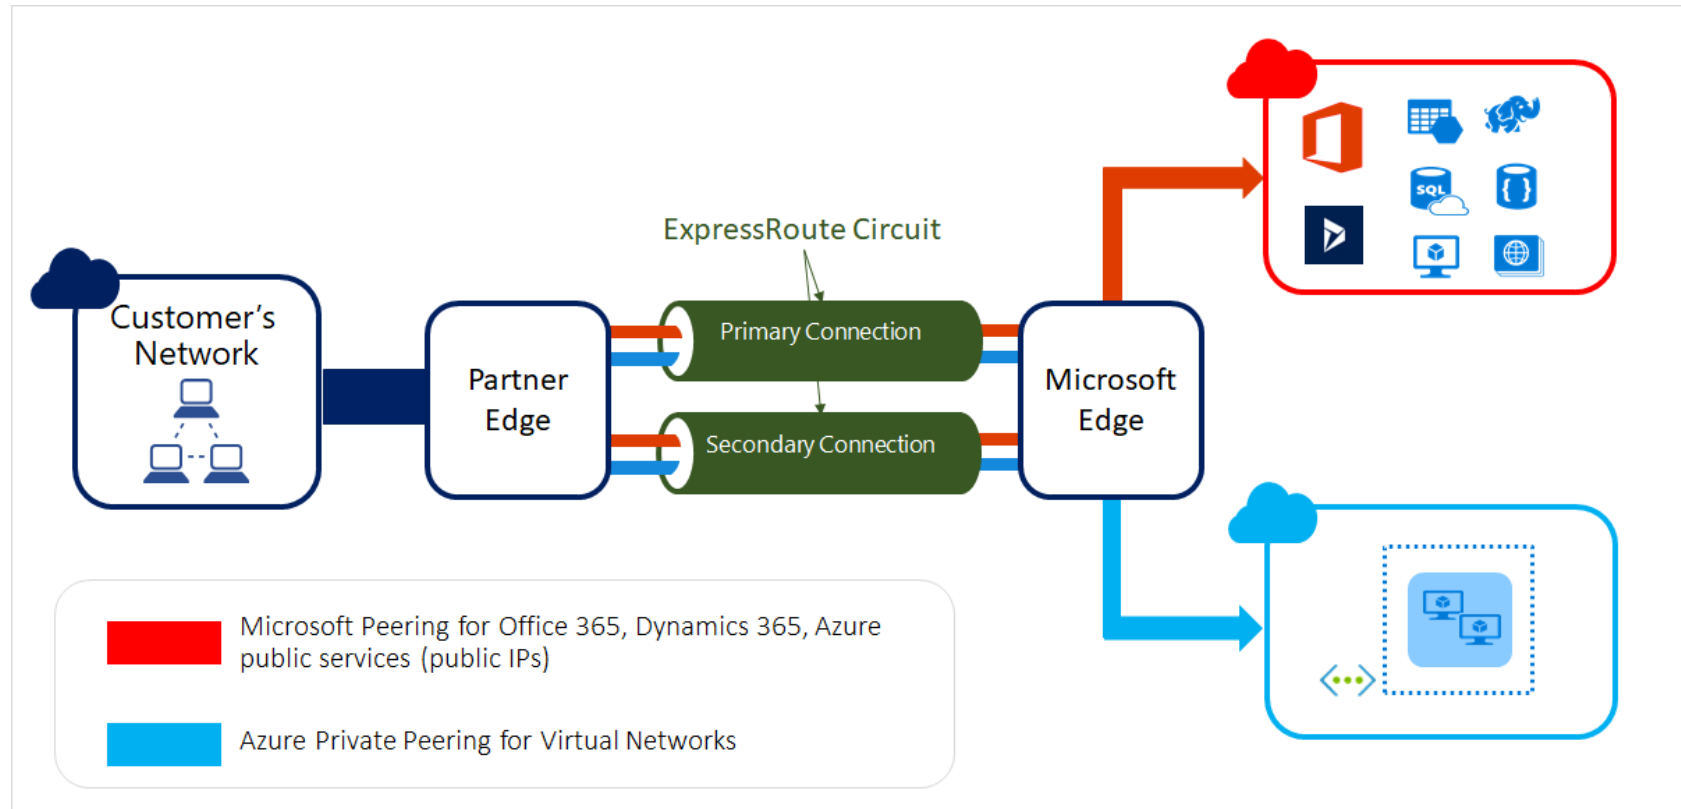 ExpressRoute Circuit
Customer's
Network
Partner
Edge
Primary Connection
Secondary Connection
Microsoft
Edge
SQL
Microsoft Peering for Office 365, Dynamics 365, Azure
public services (public IPs)
Azure Private Peering for Virtual Networks